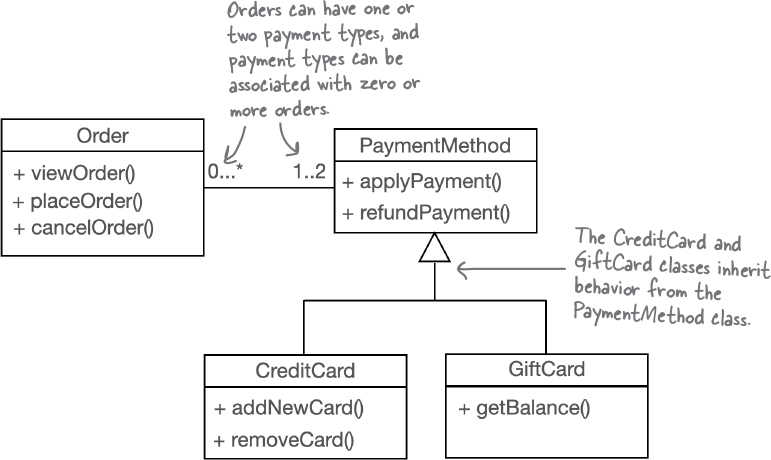 Orders can have one or
two payment types, and
payment types can be
associated with zero or
more orders.
Order
+ viewOrder()
+ placeOrder()
+ cancelOrder()
0...*
1..2
PaymentMethod
+ applyPayment()
+ refundPayment()
The CreditCard and
GiftCard classes inherit
behavior from the
PaymentMethod class.
CreditCard
+ addNewCard()
+ removeCard()
GiftCard
+ getBalance()